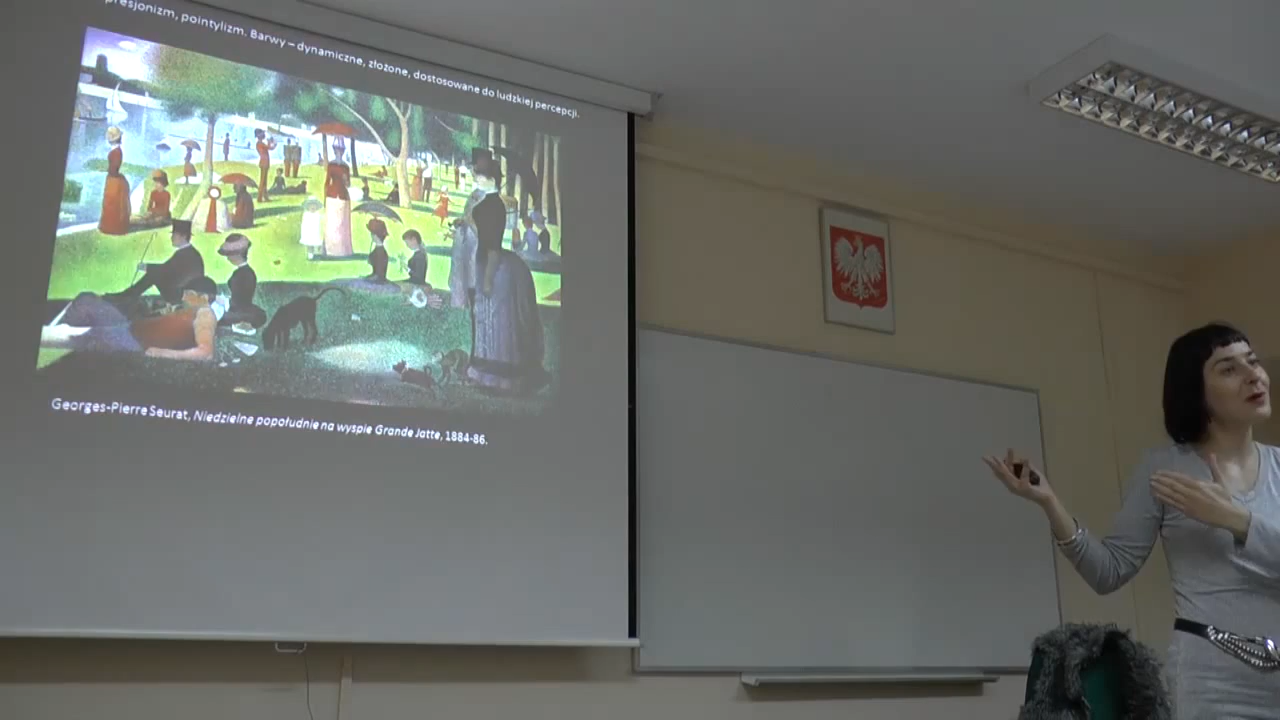 presjonizm, pointylizm. Barwy – dynamiczne, złożone, dostosowane do ludzkiej percepcji.
Georges-Pierre Seurat, Niedzielne popołudnie na wyspie Grande Jatte, 1884-86.